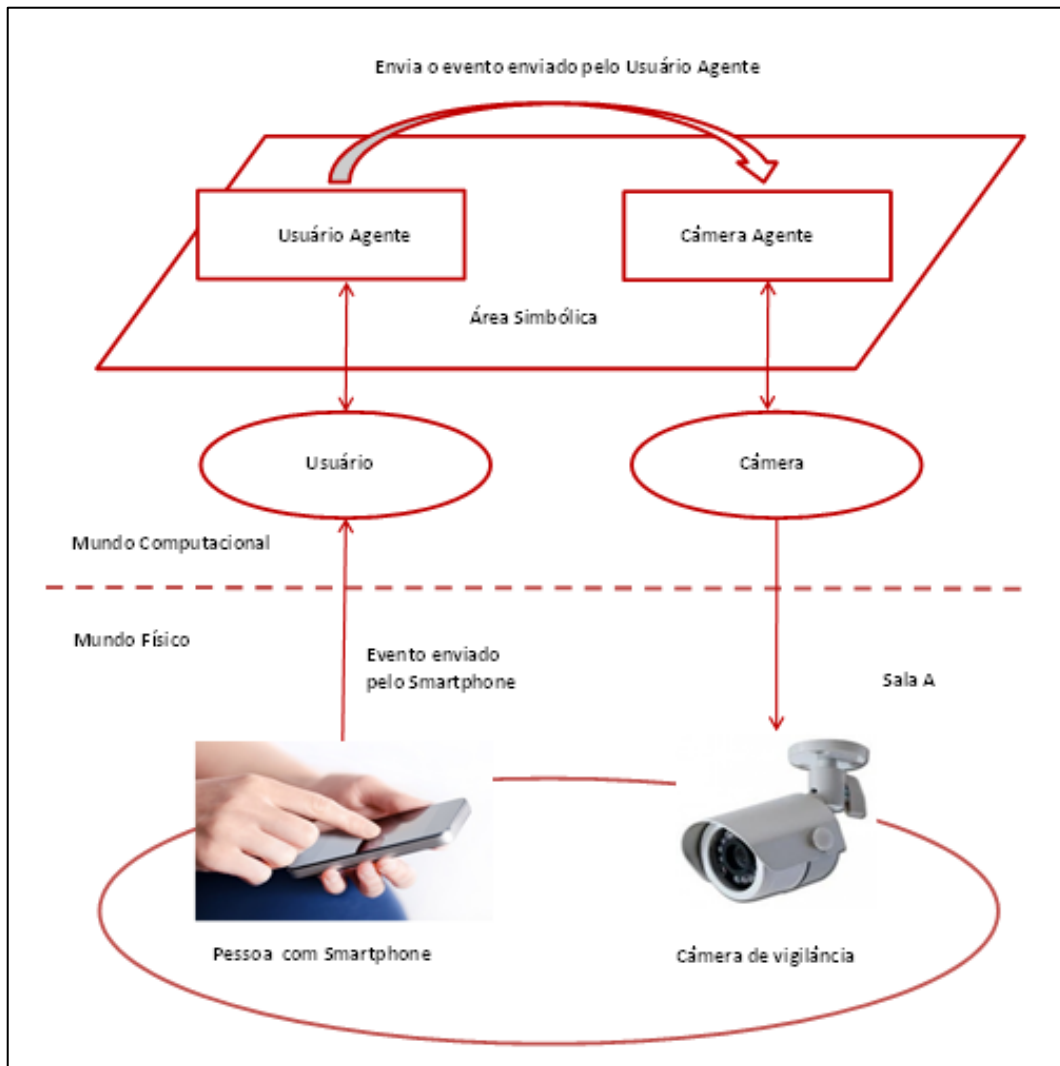 Envia o evento enviado pelo Usuário Agente
Usuário Agente
Câmera Agente
Área Simbólica
Usuário
Câmera
Mundo Computacional
Mundo Físico
Evento enviado
pelo Smartphone
Sala A
Pessoa com Smartphone
Câmera de vigilância